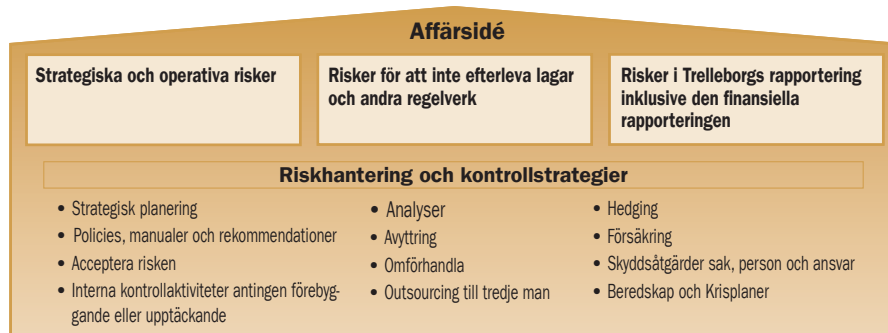 Affärsidé
Strategiska och operativa risker
Risker för att inte efterleva lagar
och andra regelverk
Risker i Trelleborgs rapportering
inklusive den finansiella
rapporteringen
Riskhantering och kontrollstrategier
• Strategisk planering
• Policies, manualer och rekommendationer
• Acceptera risken
• Interna kontrollaktiviteter antingen förebyg-
gande eller upptäckande
• Analyser
• Avyttring
• Omförhandla
• Outsourcing till tredje man
• Hedging
• Försäkring
• Skyddsåtgärder sak, person och ansvar
• Beredskap och Krisplaner